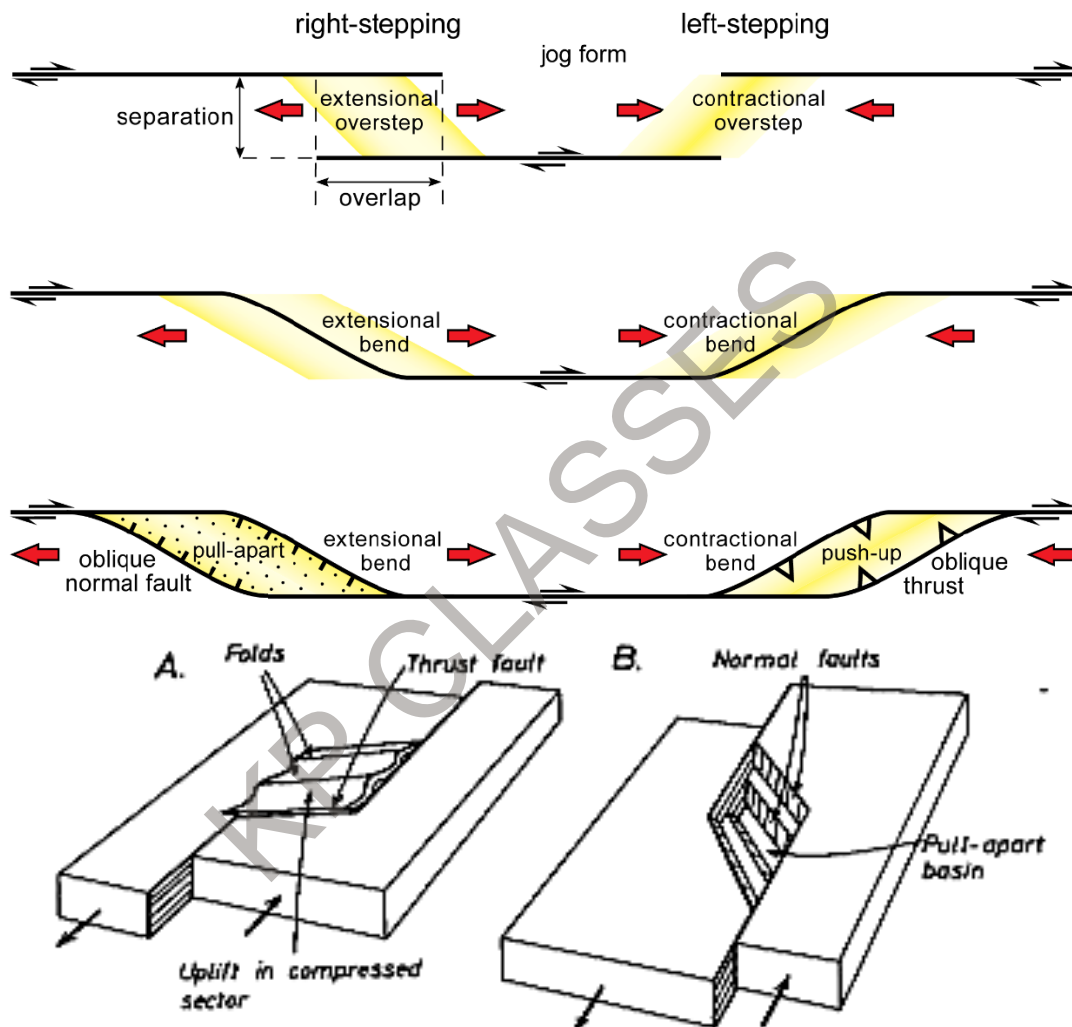 right-stepping
left-stepping
jog form
separation
extensional
overstep
contractional
overstep
overlap
extensional
bend
contractional
bend
oblique
normal fault
pull-apart
extensional
bend
contractional
bend
push-up
oblique
thrust
A.
Folds
Thrust fault
Uplift in compressed
sector
B.
Normal faults
Pull-apart
basin
KP CLASSES